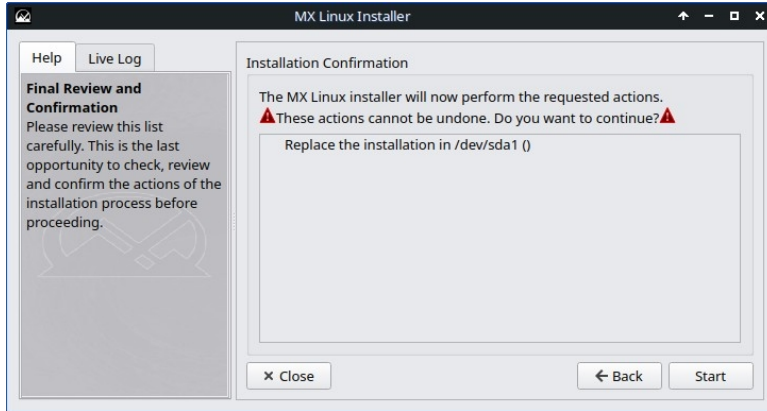 MX Linux Installer
Help
Live Log
Final Review and
Confirmation
Please review this list
carefully. This is the last
opportunity to check, review
and confirm the actions of the
installation process before
proceeding.
Installation Confirmation
The MX Linux installer will now perform the requested actions.
These actions cannot be undone. Do you want to continue?
Replace the installation in /dev/sda1 ()
Close
Back
Start